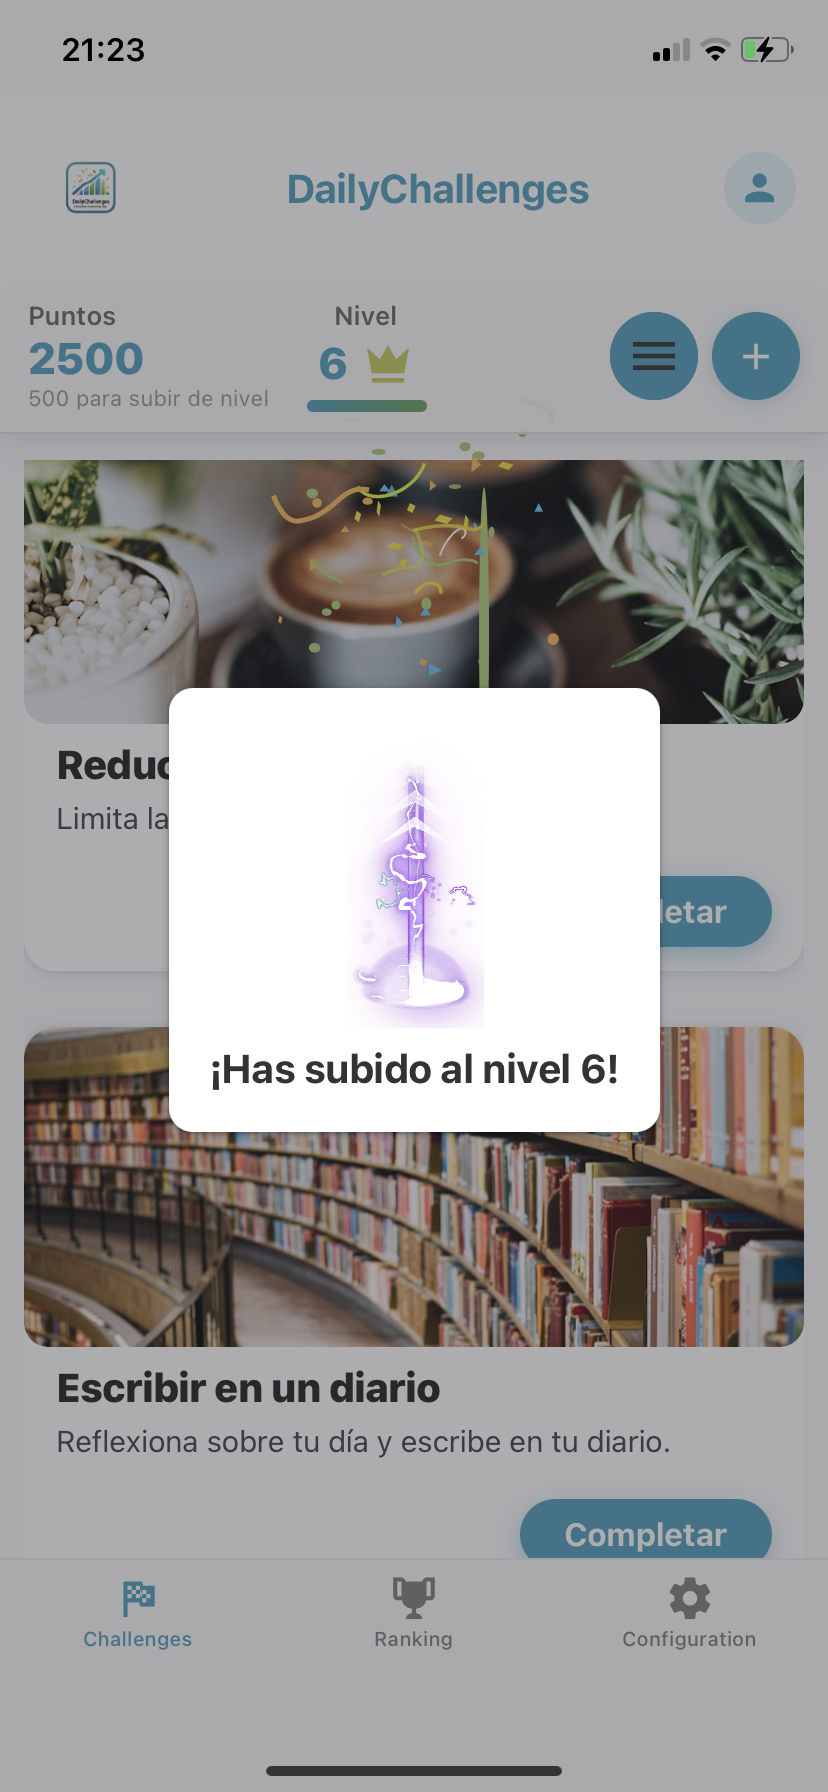 21:23
DailyChallenges
DailyChallenges
Puntos
Nivel
2500
6
500 para subir de nivel
Reduc
Limita la
letar
¡Has subido al nivel 6!
Escribir en un diario
Reflexiona sobre tu día y escribe en tu diario.
Completar
Challenges
Ranking
Configuration